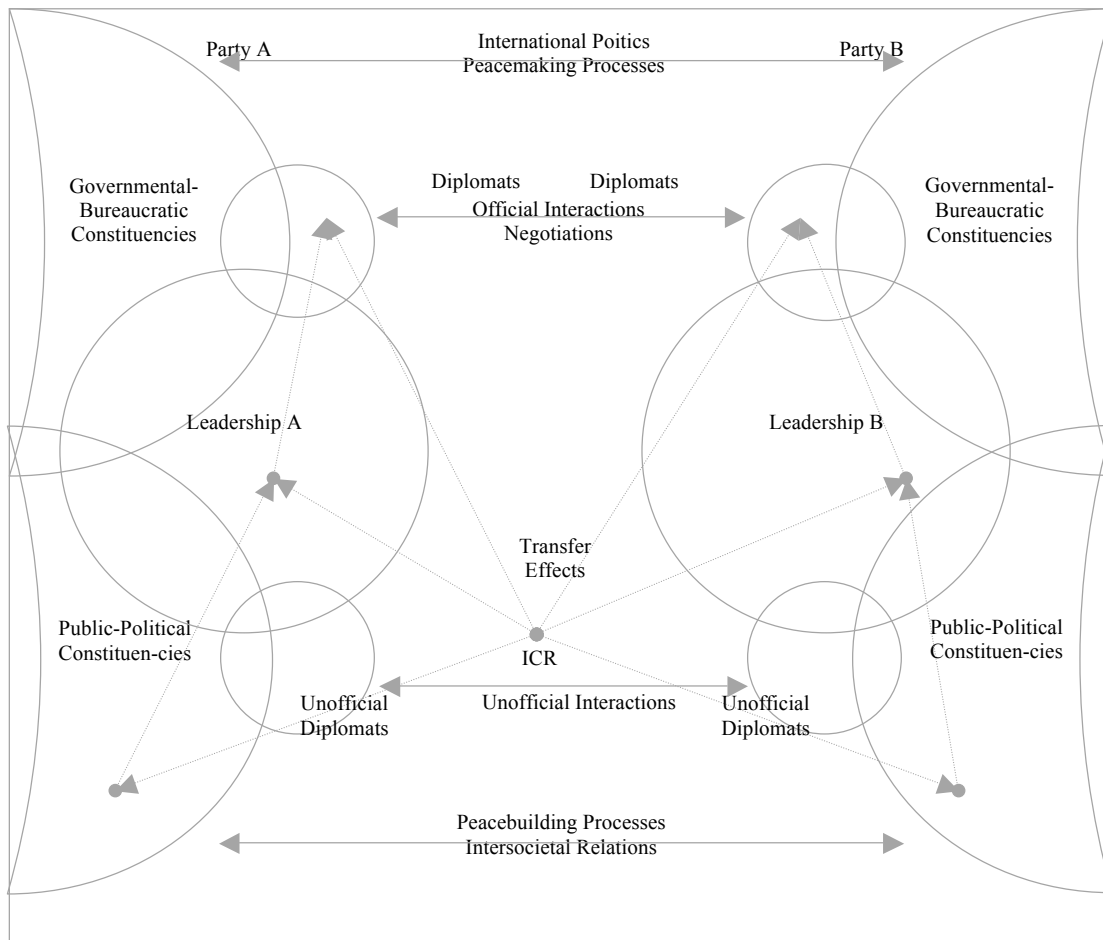 Party A
International Poitics
Peacemaking Processes
Party B
Governmental-
Bureaucratic
Constituencies
Diplomats
Diplomats
Official Interactions
Negotiations
Governmental-
Bureaucratic
Constituencies
Leadership A
Leadership B
Transfer
Effects
Public-Political
Constituen-cies
ICR
Public-Political
Constituen-cies
Unofficial
Diplomats
Unofficial Interactions
Unofficial
Diplomats
Peacebuilding Processes
Intersocietal Relations